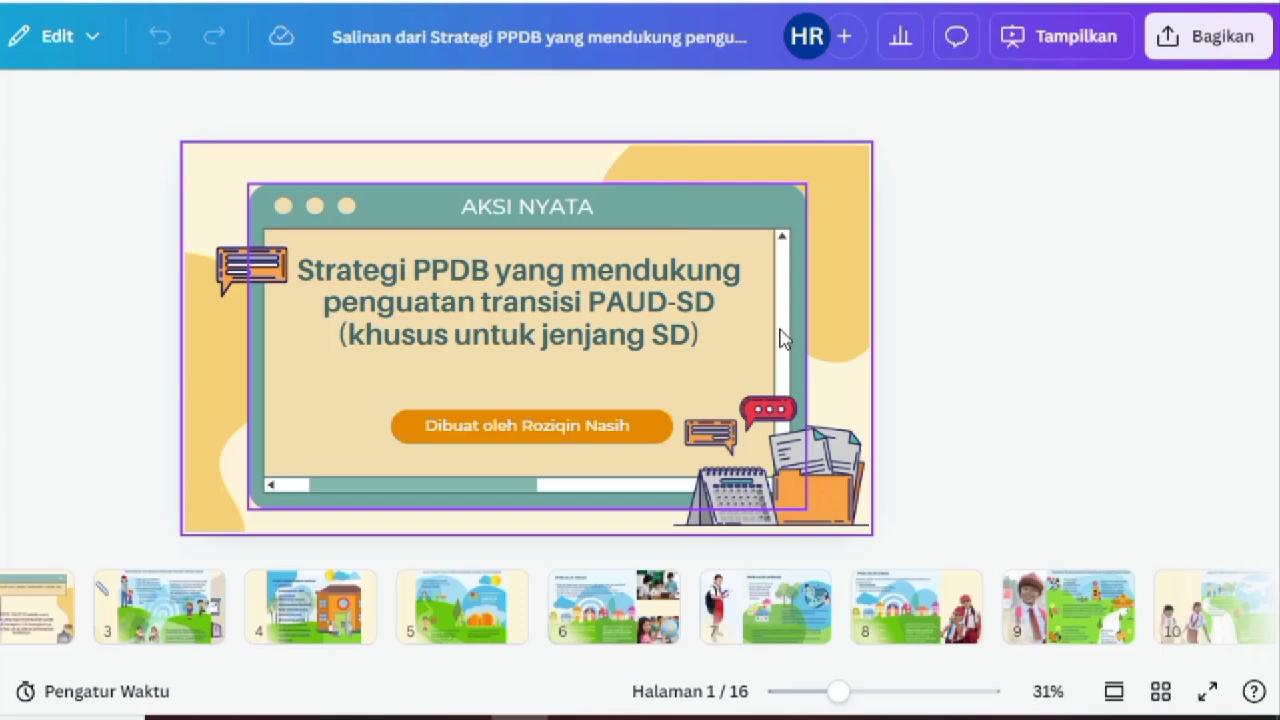 Edit
Salinan dari Strategi PPDB yang mendukung pengu...
HR
+
Tampilkan
Bagikan
AKSI NYATA
Strategi PPDB yang mendukung
penguatan transisi PAUD-SD
(khusus untuk jenjang SD)
Dibuat oleh Roziqin Nasih
3
4
5
6
7
8
9
10
Pengatur Waktu
Halaman 1 / 16
31%
?